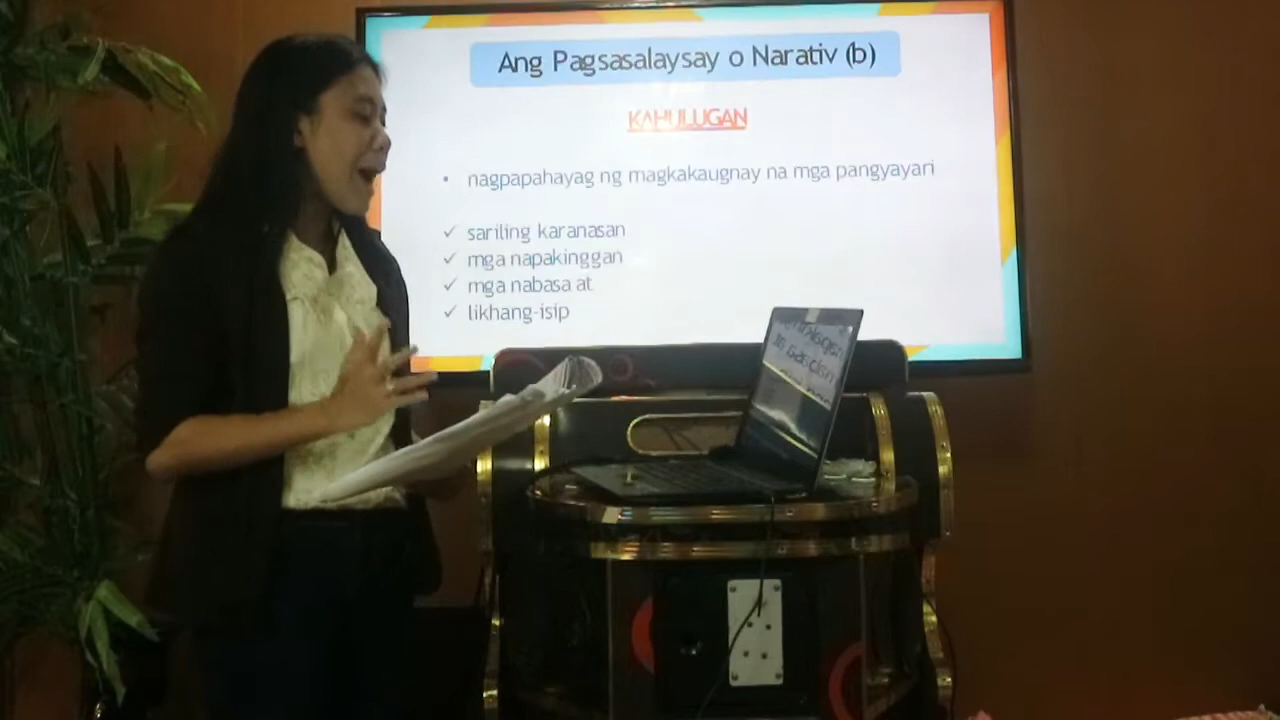 Ang Pagsasalaysay o Narativ (b)
KAHULUGAN
• nagpapahayag ng magkakaugnay na mga pangyayari
✓ sariling karanasan
✓ mga napakinggan
✓ mga nabasa at
✓ likhang-isip